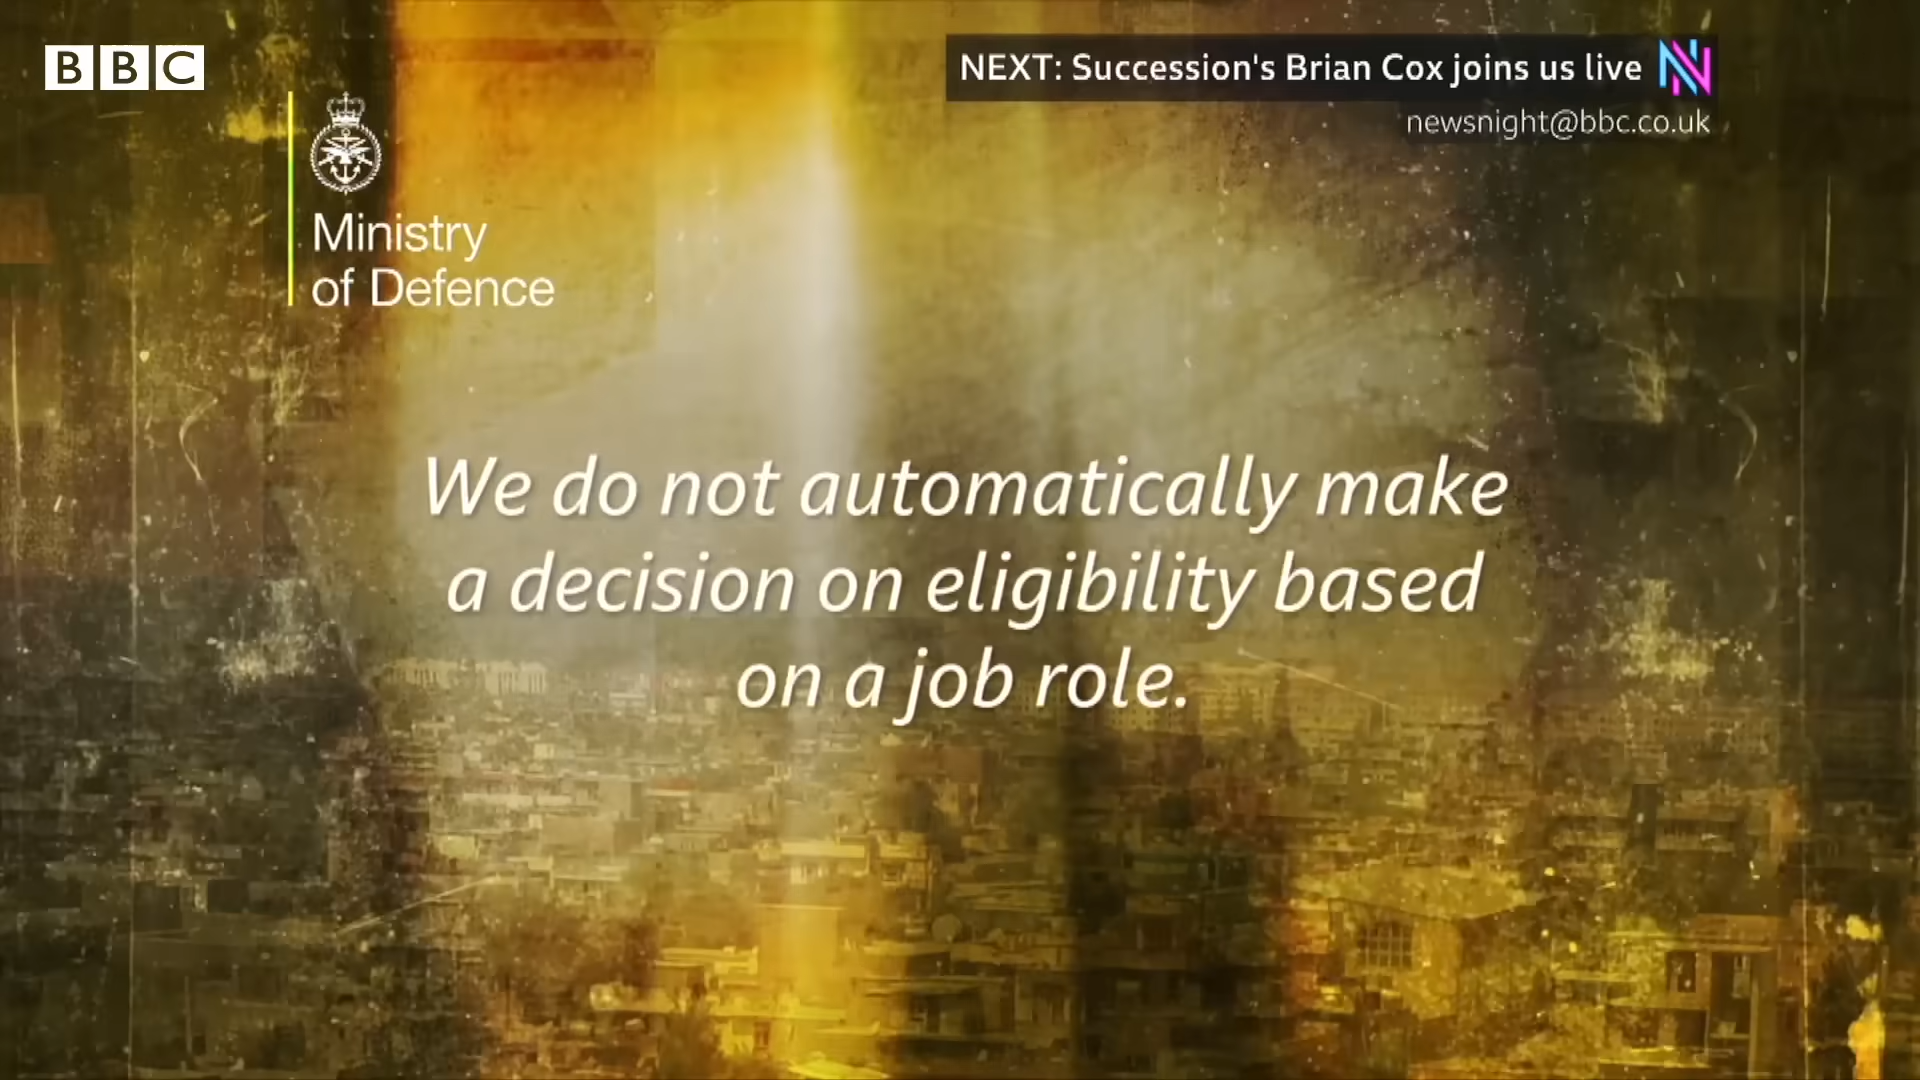 BBC
NEXT: Succession's Brian Cox joins us live
newsnight@bbc.co.uk
Ministry
of Defence
We do not automatically make
a decision on eligibility based
on a job role.